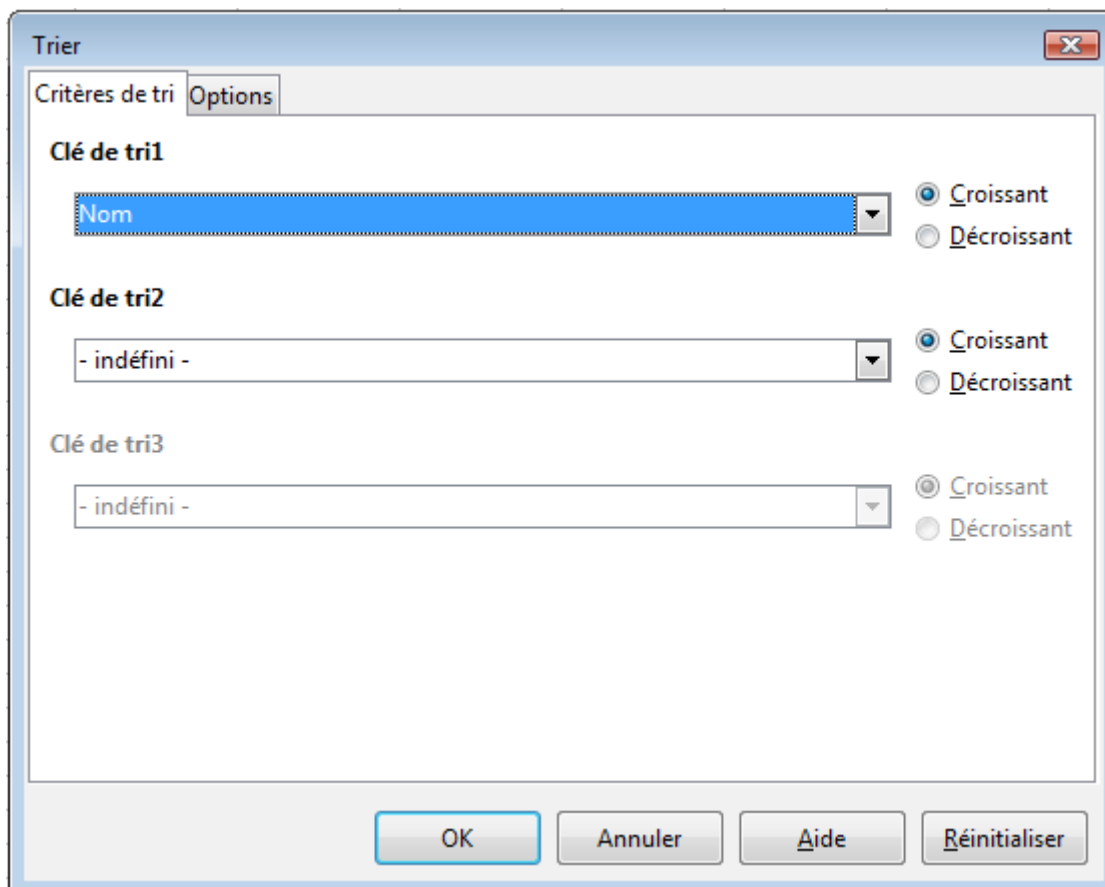 Trier
Critères de tri Options
Clé de tri1
Nom
Croissant
Décroissant
Clé de tri2
- indéfini -
Croissant
Décroissant
Clé de tri3
- indéfini -
Croissant
Décroissant
OK Annuler Aide Réinitialiser